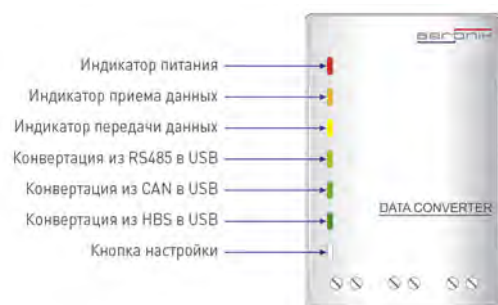 aeronik
Индикатор питания
Индикатор приема данных
Индикатор передачи данных
Конвертация из RS485 в USB
Конвертация из CAN в USB
Конвертация из HBS в USB
Кнопка настройки
DATA CONVERTER